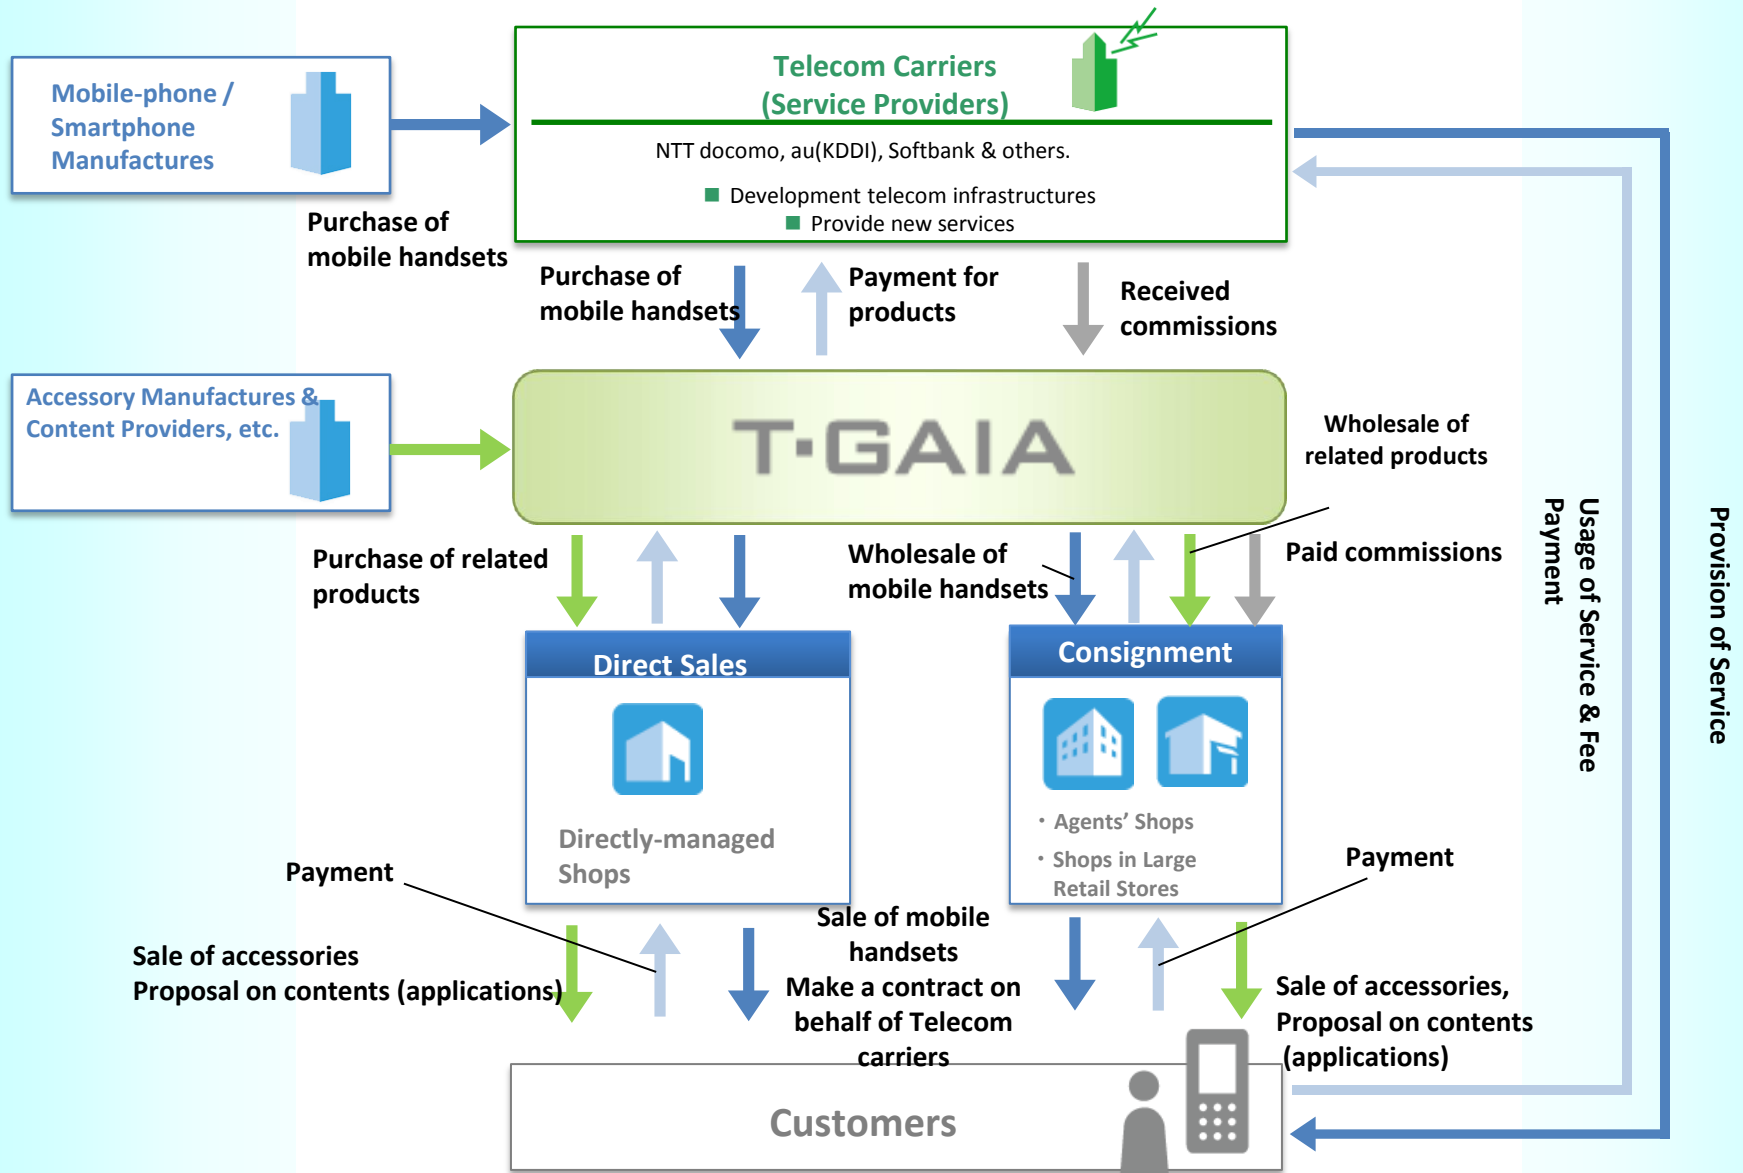 Telecom Carriers
(Service Providers)
NTT docomo, au(KDDI), Softbank & others.
■ Development telecom infrastructures
■ Provide new services
Mobile-phone /
Smartphone
Manufactures
Purchase of
mobile handsets
Purchase of
mobile handsets
Payment for
products
Received
commissions
Accessory Manufactures &
Content Providers, etc.
T·GAIA
Wholesale of
related products
Purchase of related
products
Wholesale of
mobile handsets
Paid commissions
Usage of Service & Fee
Payment
Provision of Service
Direct Sales
Directly-managed
Shops
Consignment
・Agents’ Shops
・Shops in Large
Retail Stores
Payment
Payment
Sale of accessories
Proposal on contents (applications)
Sale of mobile
handsets
Make a contract on
behalf of Telecom
carriers
Sale of accessories,
Proposal on contents
(applications)
Customers